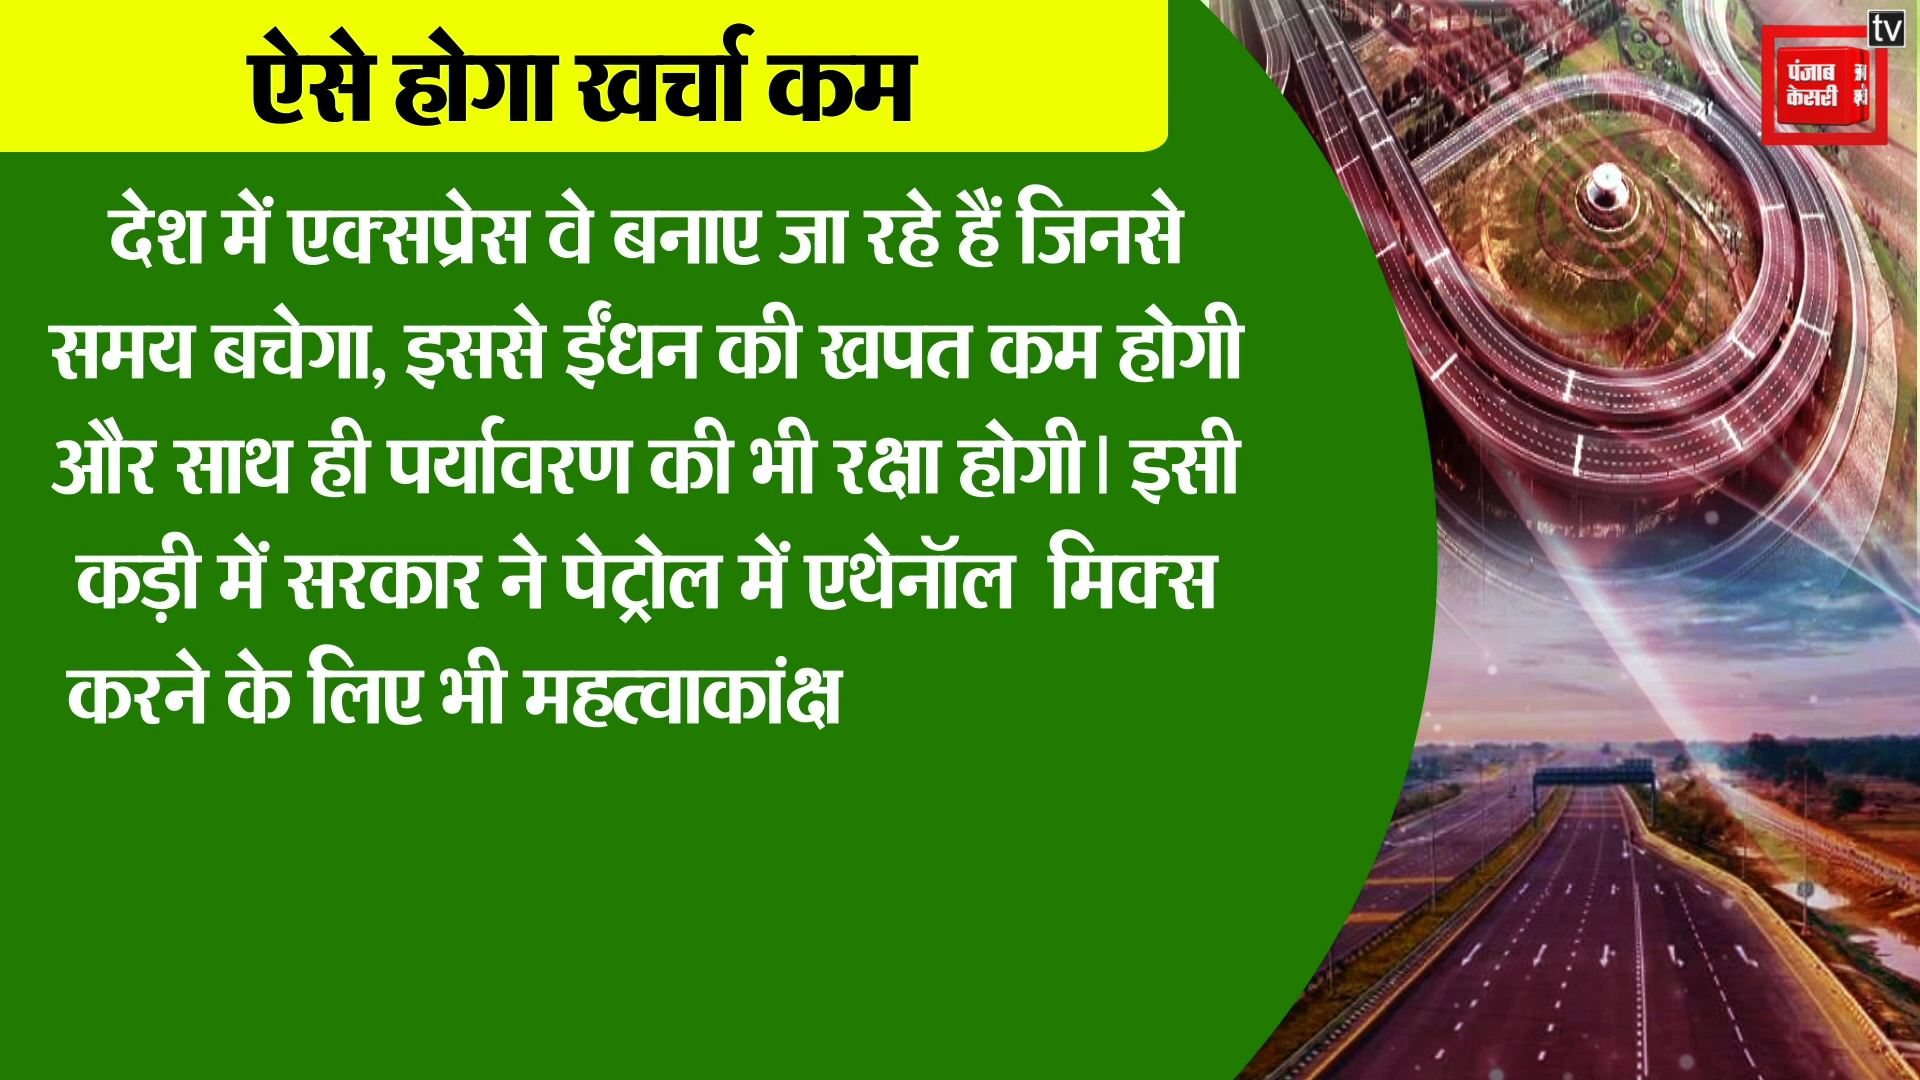 ऐसे होगा खर्चा कम
देश में एक्सप्रेस वे बनाए जा रहे हैं जिनसे
समय बचेगा, इससे ईंधन की खपत कम होगी
और साथ ही पर्यावरण की भी रक्षा होगी। इसी
कड़ी में सरकार ने पेट्रोल में एथेनॉल मिक्स
करने के लिए भी महत्वाकांक्ष
tv
पंजाब
केसरी